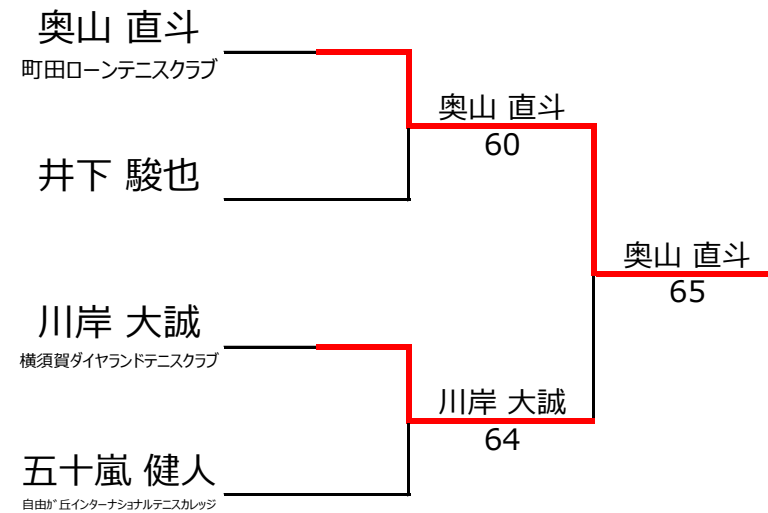 奥山 直斗
町田ローンテニスクラブ
奥山 直斗
60
井下 駿也
奥山 直斗
65
川岸 大誠
横須賀ダイヤランドテニスクラブ
川岸 大誠
64
五十嵐 健人
自由が丘インターナショナルテニスカレッジ